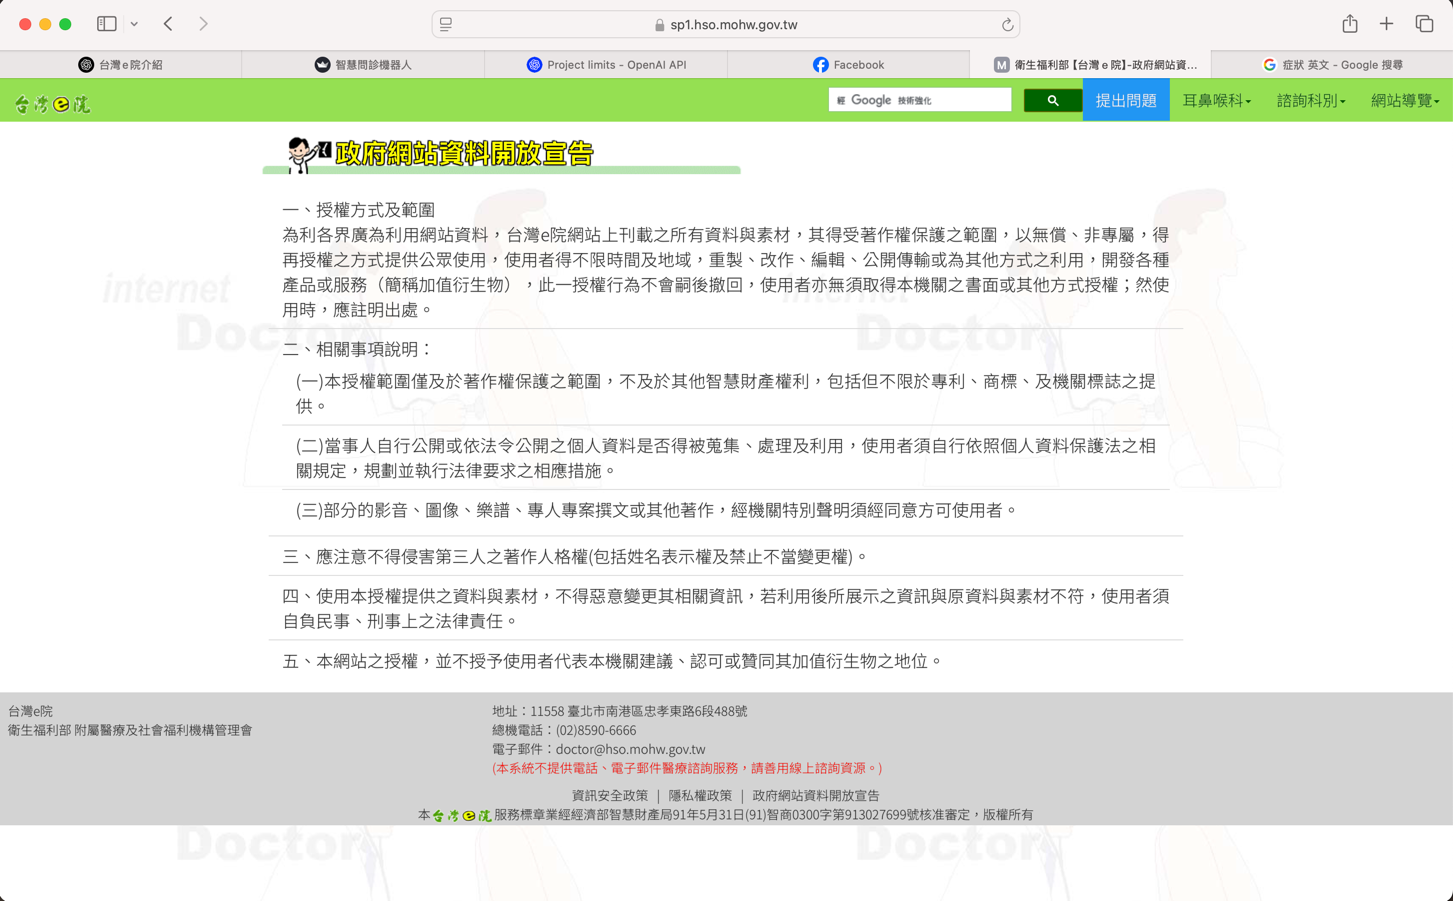 sp1.hso.mohw.gov.tw
台灣e院介紹
智慧問診機器人
Project limits - OpenAI API
Facebook
衛生福利部【台灣e院】-政府網站資...
症狀 英文 - Google 搜尋
台灣e院
經 Google 技術強化
提出問題
耳鼻喉科
諮詢科別
網站導覽
政府網站資料開放宣告
一、授權方式及範圍
為利各界廣為利用網站資料，台灣e院網站上刊載之所有資料與素材，其得受著作權保護之範圍，以無償、非專屬，得
再授權之方式提供公眾使用，使用者得不限時間及地域，重製、改作、編輯、公開傳輸或為其他方式之利用，開發各種
產品或服務（簡稱加值衍生物），此一授權行為不會嗣後撤回，使用者亦無須取得本機關之書面或其他方式授權；然使
用時，應註明出處。
二、相關事項說明：
(一)本授權範圍僅及於著作權保護之範圍，不及於其他智慧財產權利，包括但不限於專利、商標、及機關標誌之提
供。
(二)當事人自行公開或依法令公開之個人資料是否得被蒐集、處理及利用，使用者須自行依照個人資料保護法之相
關規定，規劃並執行法律要求之相應措施。
(三)部分的影音、圖像、樂譜、專人專案撰文或其他著作，經機關特別聲明須經同意方可使用者。
三、應注意不得侵害第三人之著作人格權(包括姓名表示權及禁止不當變更權)。
四、使用本授權提供之資料與素材，不得惡意變更其相關資訊，若利用後所展示之資訊與原資料與素材不符，使用者須
自負民事、刑事上之法律責任。
五、本網站之授權，並不授予使用者代表本機關建議、認可或贊同其加值衍生物之地位。
internet
Doctor
internet
Doctor
台灣e院
衛生福利部 附屬醫療及社會福利機構管理會
地址：11558 臺北市南港區忠孝東路6段488號
總機電話：(02)8590-6666
電子郵件：doctor@hso.mohw.gov.tw
(本系統不提供電話、電子郵件醫療諮詢服務，請善用線上諮詢資源。)
資訊安全政策 | 隱私權政策 | 政府網站資料開放宣告
本台灣e院服務標章業經經濟部智慧財產局91年5月31日(91)智商0300字第913027699號核准審定，版權所有
Doctor
Doctor